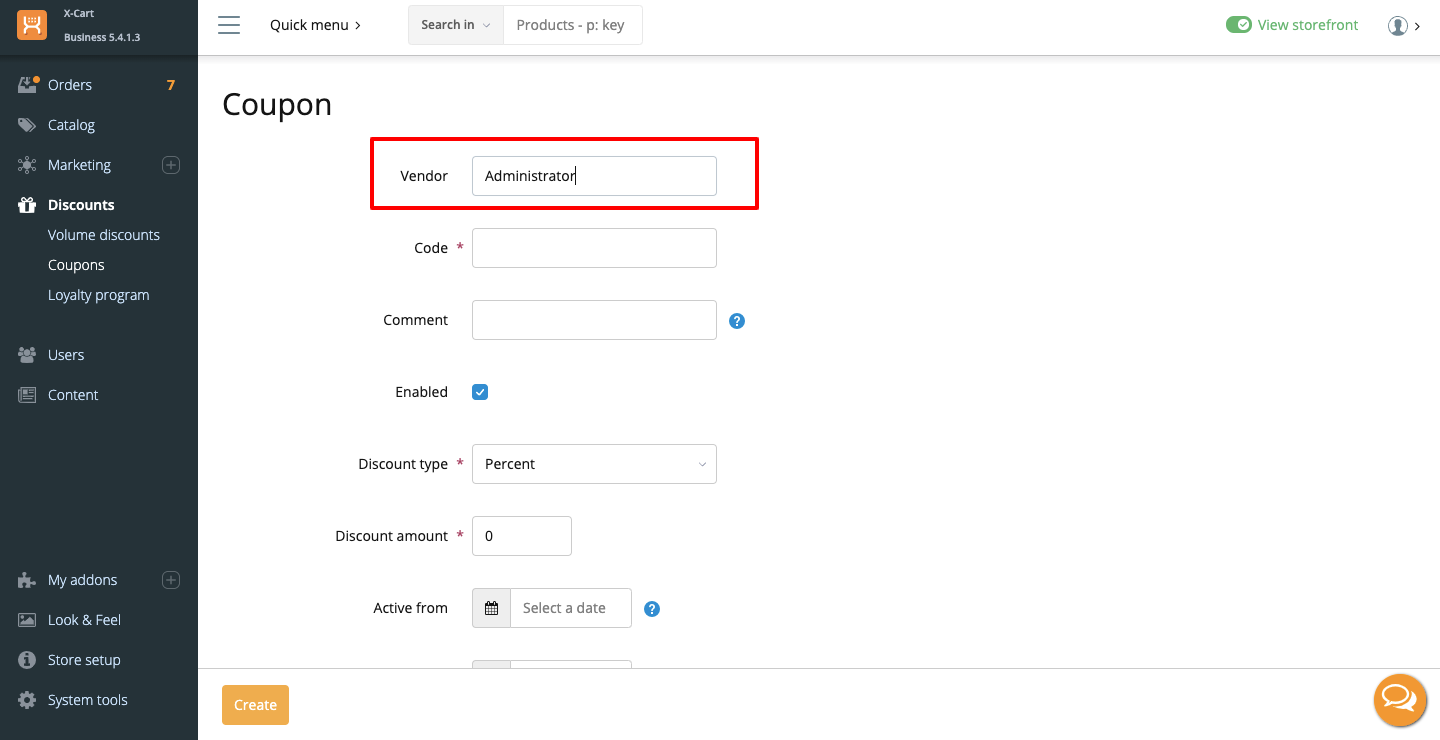 X-Cart
Business 5.4.1.3
Quick menu
Search in
Products - p: key
View storefront
Orders 7
Catalog
Marketing
Discounts
Volume discounts
Coupons
Loyalty program
Users
Content
My addons
Look & Feel
Store setup
System tools
Coupon
Vendor Administrator
Code *
Comment ?
Enabled
Discount type * Percent
Discount amount * 0
Active from Select a date ?
Create